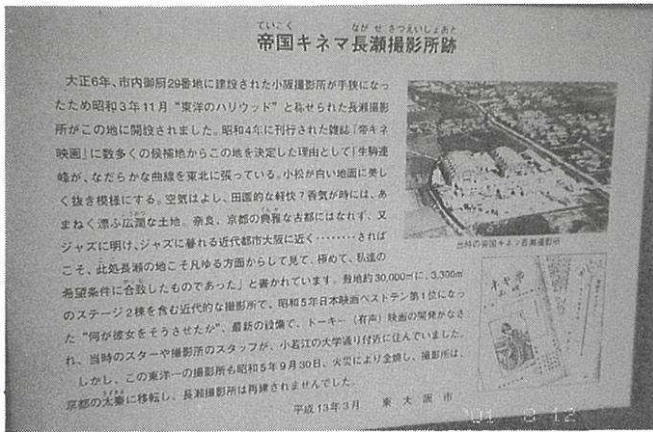 ていこく ながせさつえいしょあと
帝国キネマ長瀬撮影所跡
大正6年、市内御厨29番地に建設された小阪撮影所が手狭になっ
たため昭和3年11月“東洋のハリウッド”と称せられた長瀬撮影
所がこの地に開設されました。昭和4年に刊行された雑誌「帝キネ
映画」に数多くの候補地からこの地を決定した理由として「生駒連
峰が、なだらかな曲線を東北に張っている。小松が白い地面に美し
く抜き模様にする。空気はよし、田園的な軽快?香気が時には、あ
まねく漂ふ広濶な土地。奈良、京都の典雅な古都にはなれず、又
ジャズに明け、ジャズに暮れる近代都市大阪に近く………されば
こそ、此処長瀬の地こそ凡ゆる方面からして見て、極めて、私達の
希望条件に合致したものであった」と書かれています。敷地約30,000㎡に、3,300㎡
のステージ2棟を含む近代的な撮影所で、昭和5年日本映画ベストテン第1位になっ
た“何が彼女をそうさせたか”、最新の設備で、トーキー(有声)映画の開発がなさ
れ、当時のスターや撮影所のスタッフが、小若江の大学通り付近に住んでいました。
しかし、この東洋一の撮影所も昭和5年9月30日、火災により全焼し、撮影所は、
京都の太秦に移転し、長瀬撮影所は再建されませんでした。
平成13年3月 東大阪市
当時の帝国キネマ長瀬撮影所